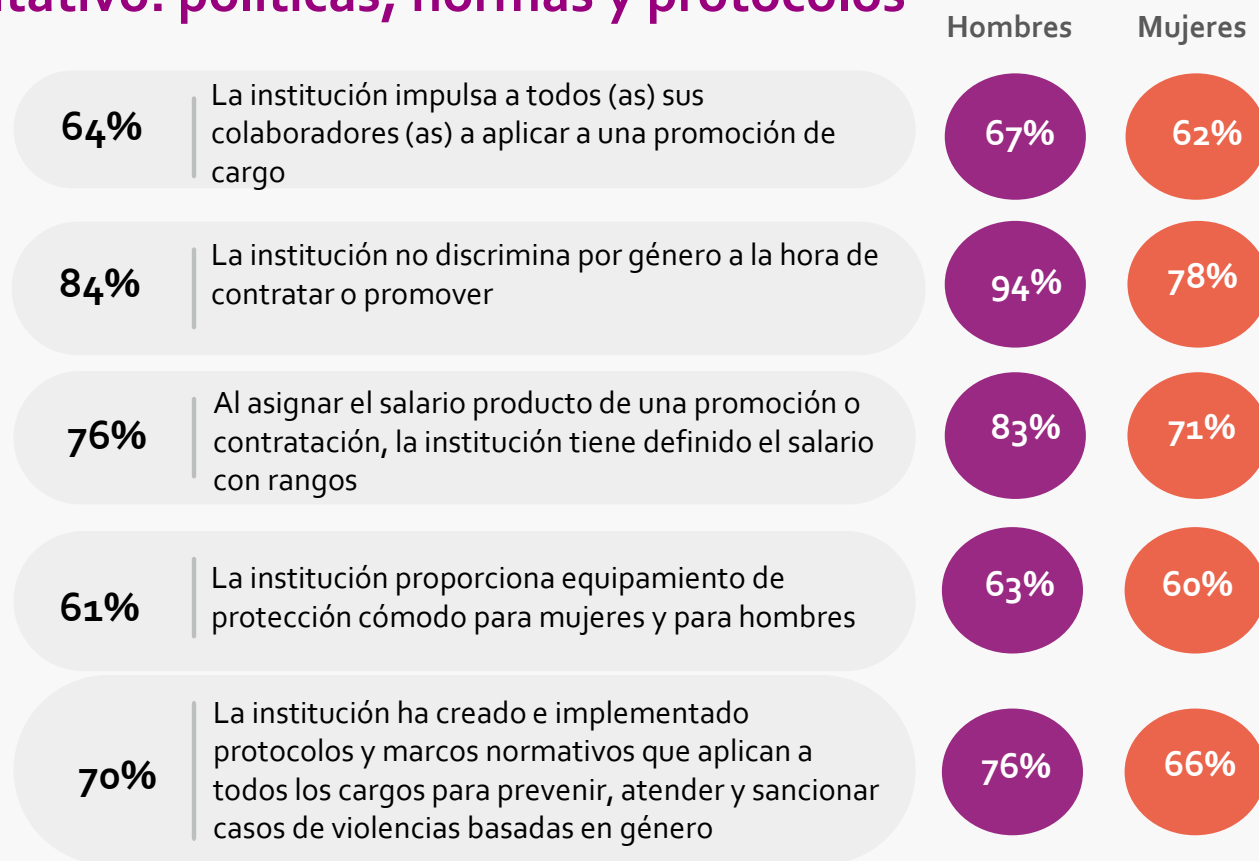 políticas, normas y protocolos
Hombres Mujeres
64%
La institución impulsa a todos (as) sus
colaboradores (as) a aplicar a una promoción de
cargo
67% 62%
84%
La institución no discrimina por género a la hora de
contratar o promover
94% 78%
76%
Al asignar el salario producto de una promoción o
contratación, la institución tiene definido el salario
con rangos
83% 71%
61%
La institución proporciona equipamiento de
protección cómodo para mujeres y para hombres
63% 60%
70%
La institución ha creado e implementado
protocolos y marcos normativos que aplican a
todos los cargos para prevenir, atender y sancionar
casos de violencias basadas en género
76% 66%